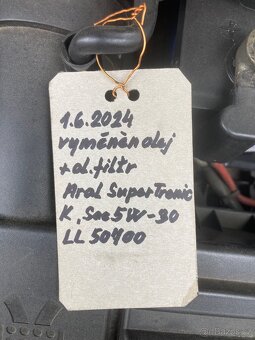 1.6.2024
vyměněn olej
+ol. filtr
Aral SuperTronic
K, Sae 5W-30
LL 50400